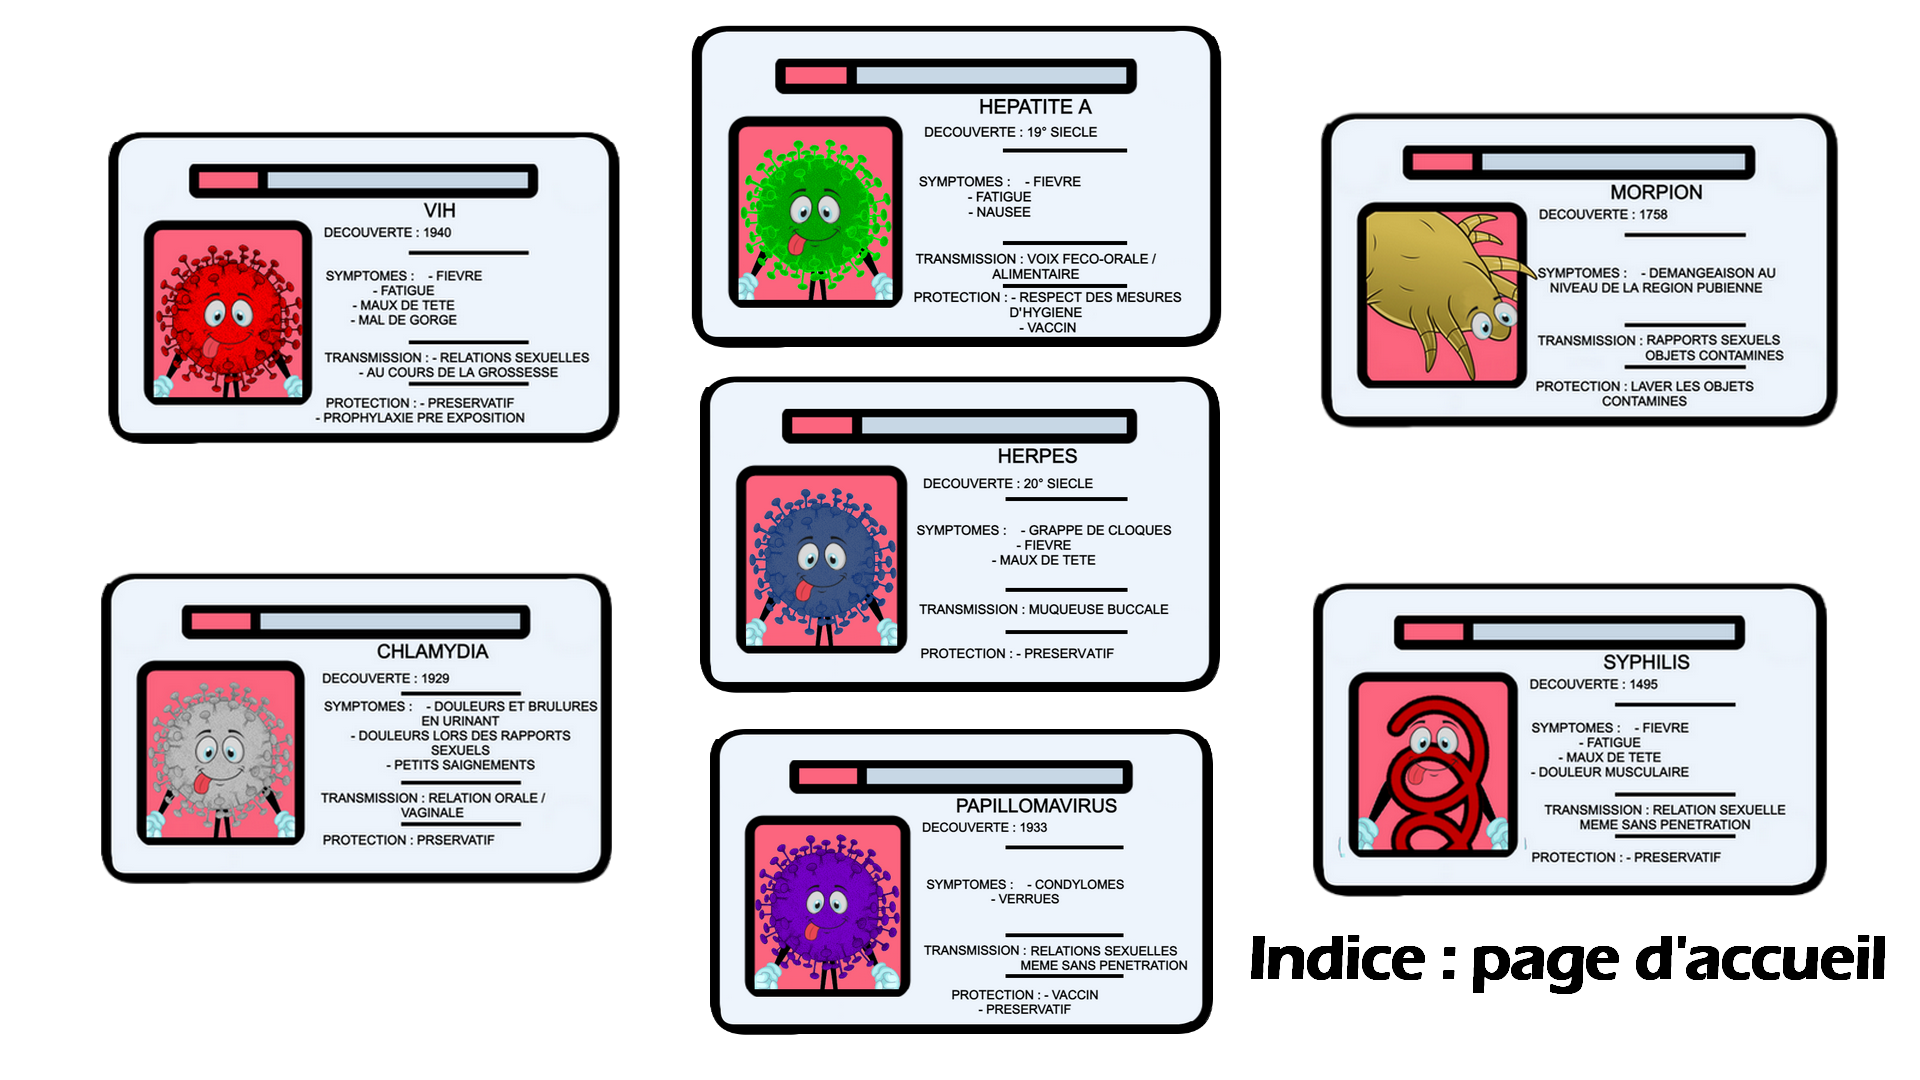 VIH
DECOUVERTE : 1940
SYMPTOMES : - FIEVRE
- FATIGUE
- MAUX DE TETE
- MAL DE GORGE
TRANSMISSION : - RELATIONS SEXUELLES
- AU COURS DE LA GROSSESSE
PROTECTION : - PRESERVATIF
- PROPHYLAXIE PRE EXPOSITION
CHLAMYDIA
DECOUVERTE : 1929
SYMPTOMES : - DOULEURS ET BRULURES
EN URINANT
- DOULEURS LORS DES RAPPORTS
SEXUELS
- PETITS SAIGNEMENTS
TRANSMISSION : RELATION ORALE /
VAGINALE
PROTECTION : PRSERVATIF
HEPATITE A
DECOUVERTE : 19° SIECLE
SYMPTOMES : - FIEVRE
- FATIGUE
- NAUSEE
TRANSMISSION : VOIX FECO-ORALE /
ALIMENTAIRE
PROTECTION : - RESPECT DES MESURES
D'HYGIENE
- VACCIN
HERPES
DECOUVERTE : 20° SIECLE
SYMPTOMES : - GRAPPE DE CLOQUES
- FIEVRE
- MAUX DE TETE
TRANSMISSION : MUQUEUSE BUCCALE
PROTECTION : - PRESERVATIF
PAPILLOMAVIRUS
DECOUVERTE : 1933
SYMPTOMES : - CONDYLOMES
- VERRUES
TRANSMISSION : RELATIONS SEXUELLES
MEME SANS PENETRATION
PROTECTION : - VACCIN
- PRESERVATIF
MORPION
DECOUVERTE : 1758
SYMPTOMES : - DEMANGEAISON AU
NIVEAU DE LA REGION PUBIENNE
TRANSMISSION : RAPPORTS SEXUELS
OBJETS CONTAMINES
PROTECTION : LAVER LES OBJETS
CONTAMINES
SYPHILIS
DECOUVERTE : 1495
SYMPTOMES : - FIEVRE
- FATIGUE
- MAUX DE TETE
- DOULEUR MUSCULAIRE
TRANSMISSION : RELATION SEXUELLE
MEME SANS PENETRATION
PROTECTION : - PRESERVATIF
Indice : page d'accueil